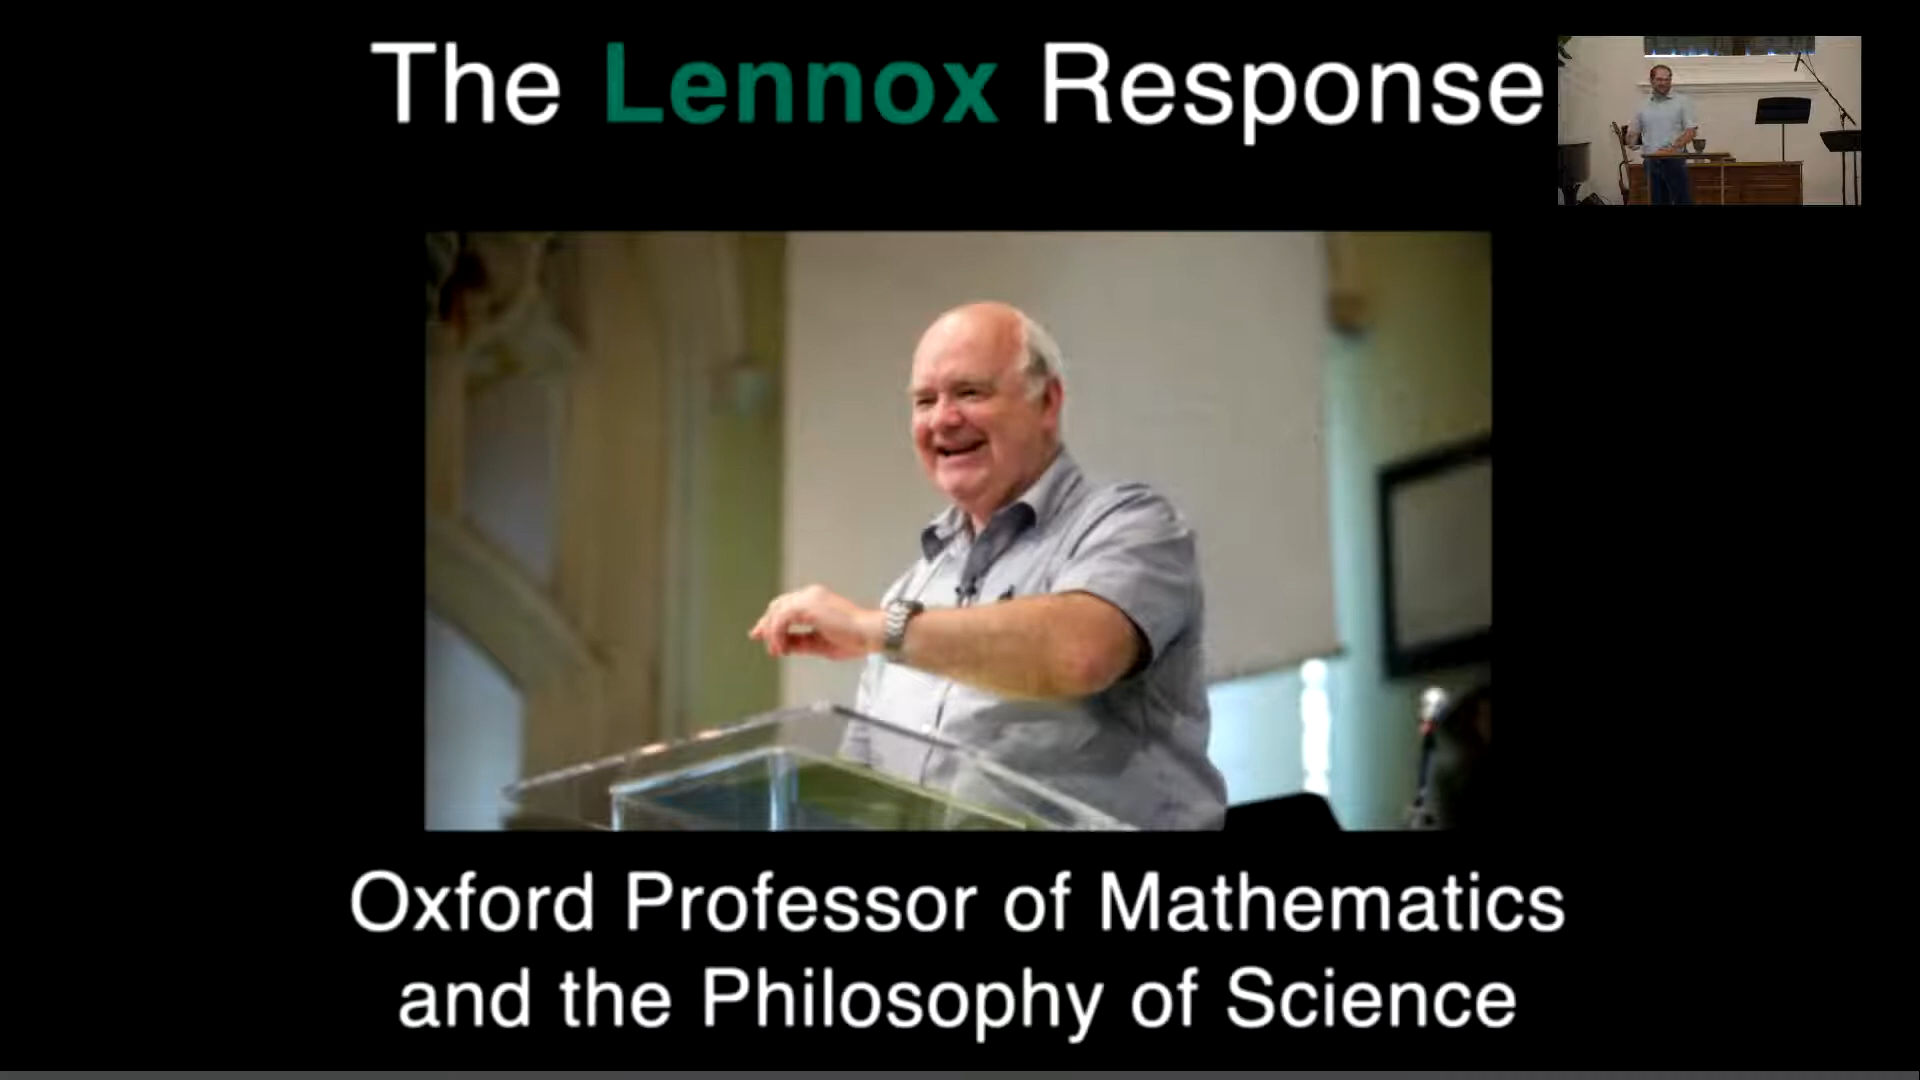 The Lennox Response
Oxford Professor of Mathematics
and the Philosophy of Science